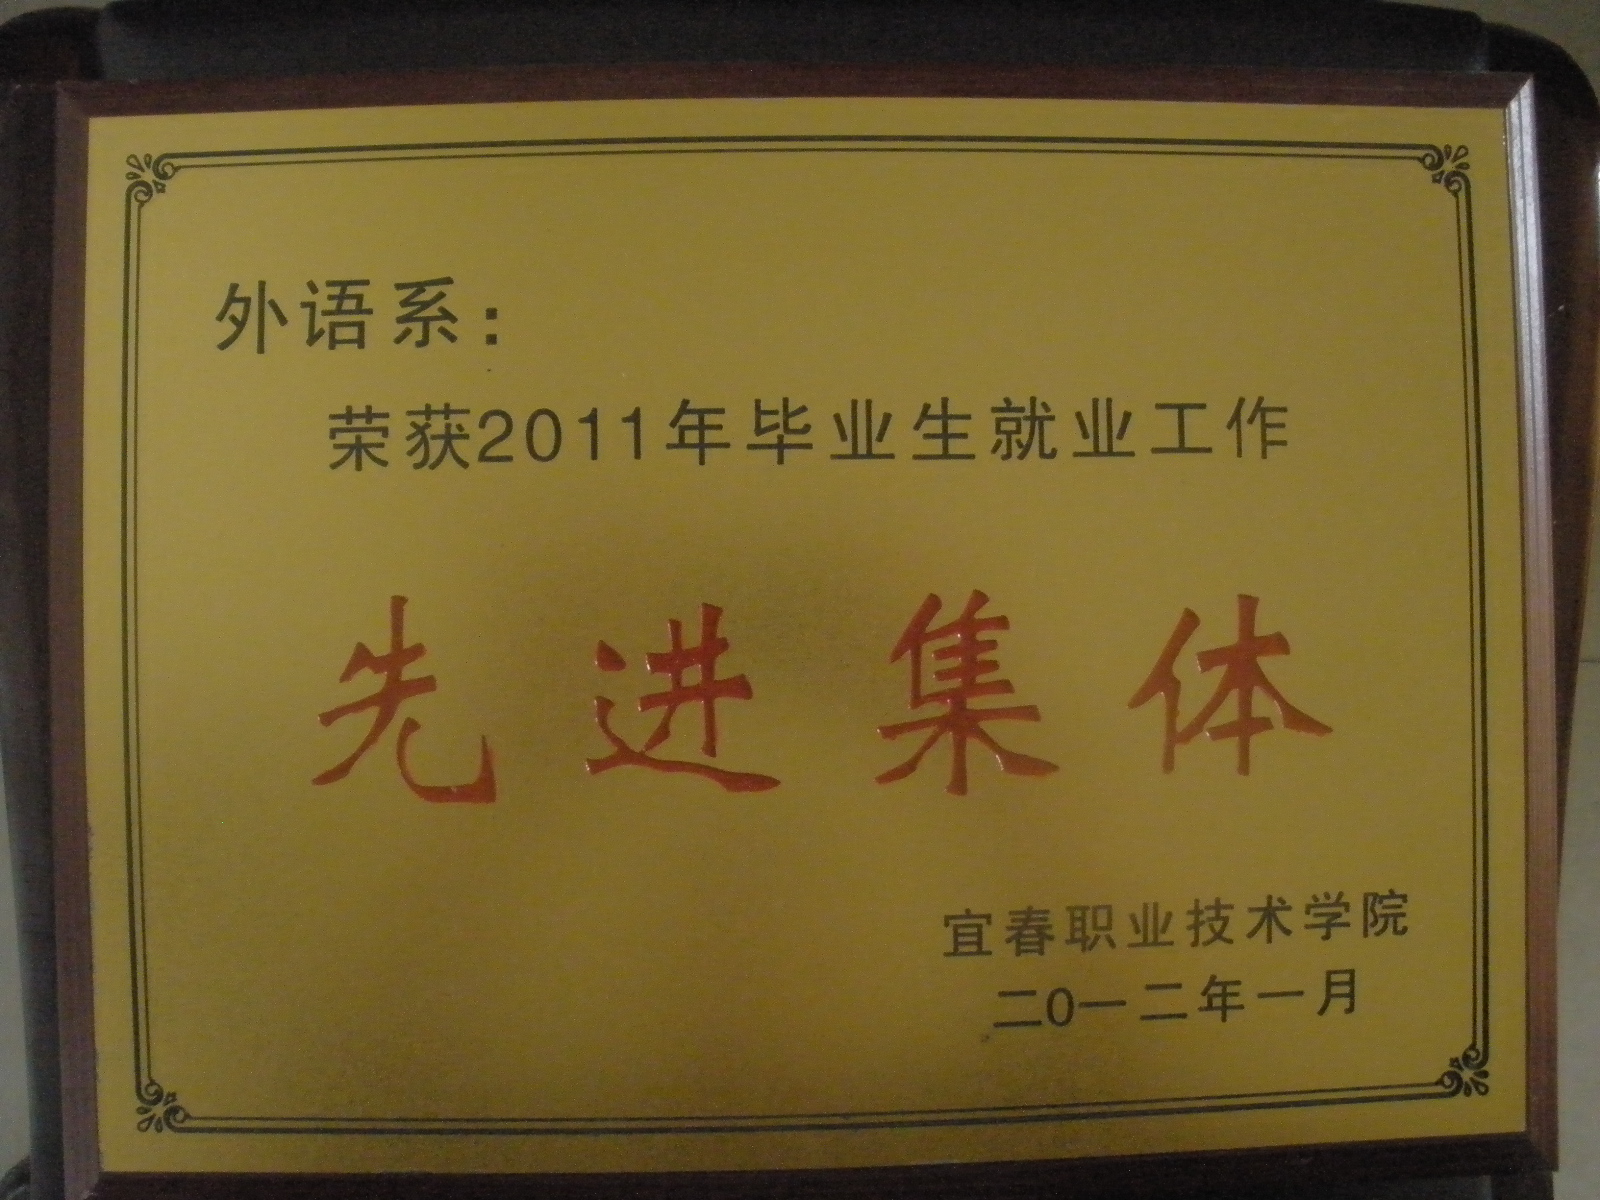 外语系：
荣获2011年毕业生就业工作
先进集体
宜春职业技术学院
二0一二年一月